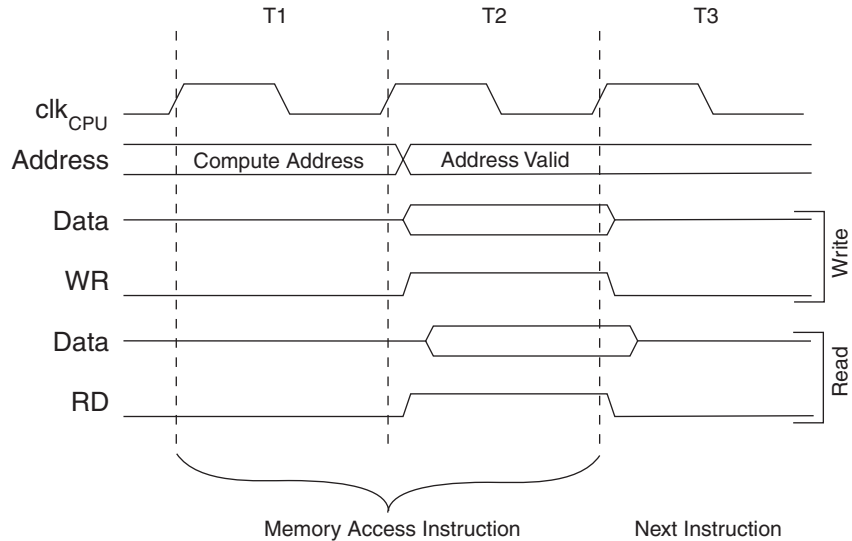 T1 T2 T3
clkCPU
Address Compute Address Address Valid
Data
WR
Write
Data
RD
Read
Memory Access Instruction Next Instruction